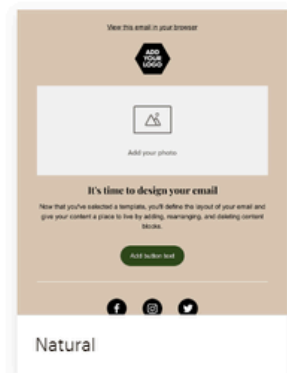 View this email in your browser
ADD
YOUR
LOGO
Add your photo
It's time to design your email
Now that you've selected a template, you'll define the layout of your email and
give your content a place to live by adding, rearranging, and deleting content
blocks.
Add button text
Natural